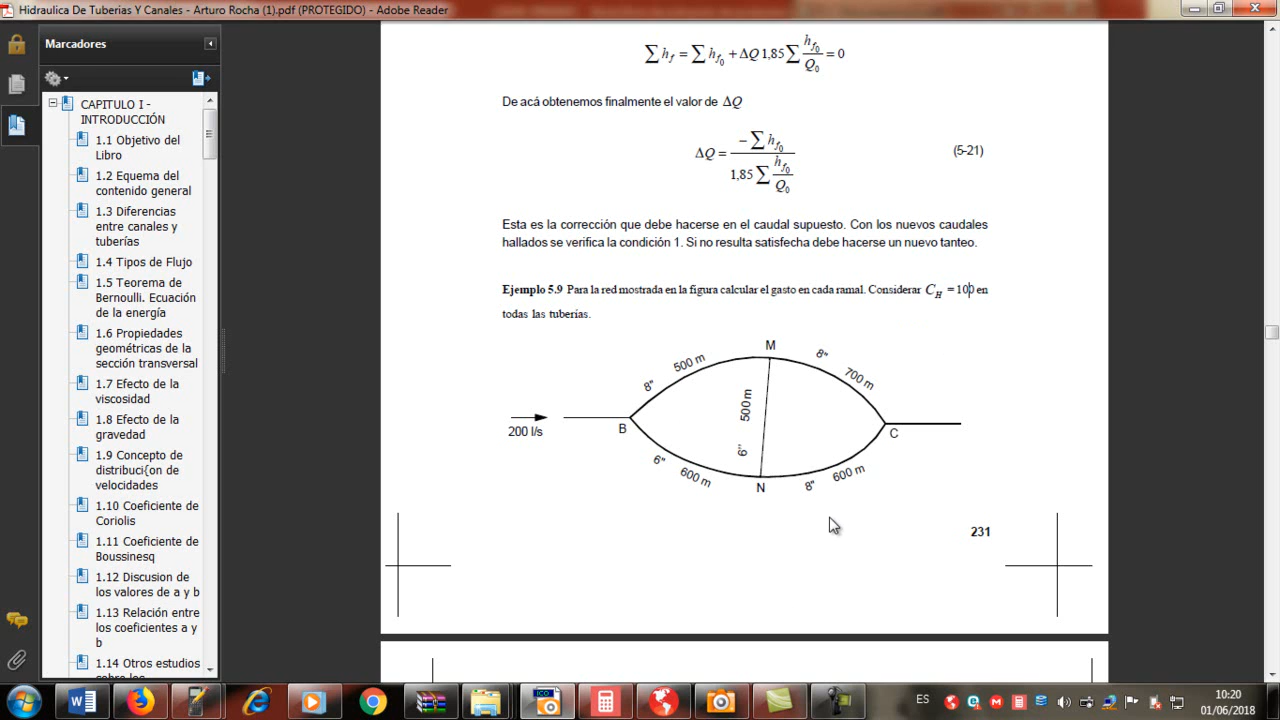 Hidraulica De Tuberias Y Canales - Arturo Rocha (1).pdf (PROTEGIDO) - Adobe Reader
Marcadores
CAPITULO I -
INTRODUCCIÓN
1.1 Objetivo del
Libro
1.2 Equema del
contenido general
1.3 Diferencias
entre canales y
tuberías
1.4 Tipos de Flujo
1.5 Teorema de
Bernoulli. Ecuación
de la energía
1.6 Propiedades
geométricas de la
sección transversal
1.7 Efecto de la
viscosidad
1.8 Efecto de la
gravedad
1.9 Concepto de
distribuci{on de
velocidades
1.10 Coeficiente de
Coriolis
1.11 Coeficiente de
Boussinesq
1.12 Discusion de
los valores de a y b
1.13 Relación entre
los coeficientes a y
b
1.14 Otros estudios
∑ h_f = ∑ h_f0 + ΔQ 1,85 ∑ h_f0 / Q_0 = 0
De acá obtenemos finalmente el valor de ΔQ
ΔQ = − ∑ h_f0 / 1,85 ∑ h_f0 / Q_0 (5-21)
Esta es la corrección que debe hacerse en el caudal supuesto. Con los nuevos caudales
hallados se verifica la condición 1. Si no resulta satisfecha debe hacerse un nuevo tanteo.
Ejemplo 5.9 Para la red mostrada en la figura calcular el gasto en cada ramal. Considerar C_H = 100 en
todas las tuberías.
M
8" 500 m
8" 700 m
500 m
6"
200 l/s
B
C
6" 600 m
N
8" 600 m
231
ES
10:20
01/06/2018